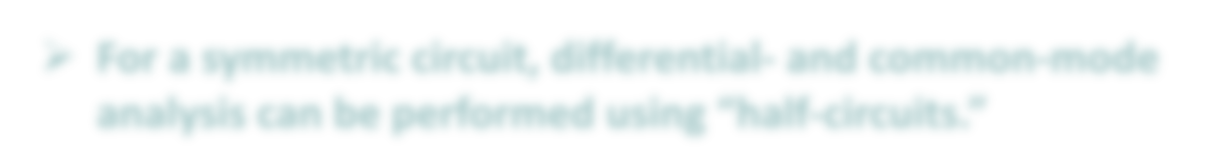 ➢ For a symmetric circuit, differential- and common-mode
analysis can be performed using “half-circuits.”